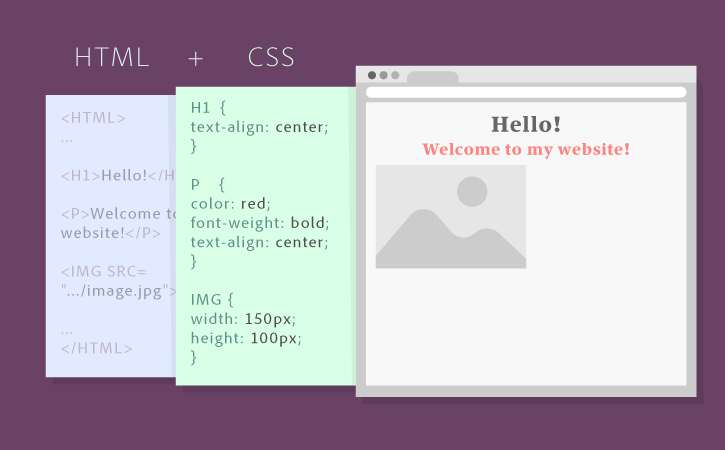 HTML + CSS
<HTML>
...
<H1>Hello!</H
<P>Welcome to
website!</P>
<IMG SRC=
".../image.jpg">
...
</HTML>
H1 {
text-align: center;
}
P {
color: red;
font-weight: bold;
text-align: center;
}
IMG {
width: 150px;
height: 100px;
}
Hello!
Welcome to my website!